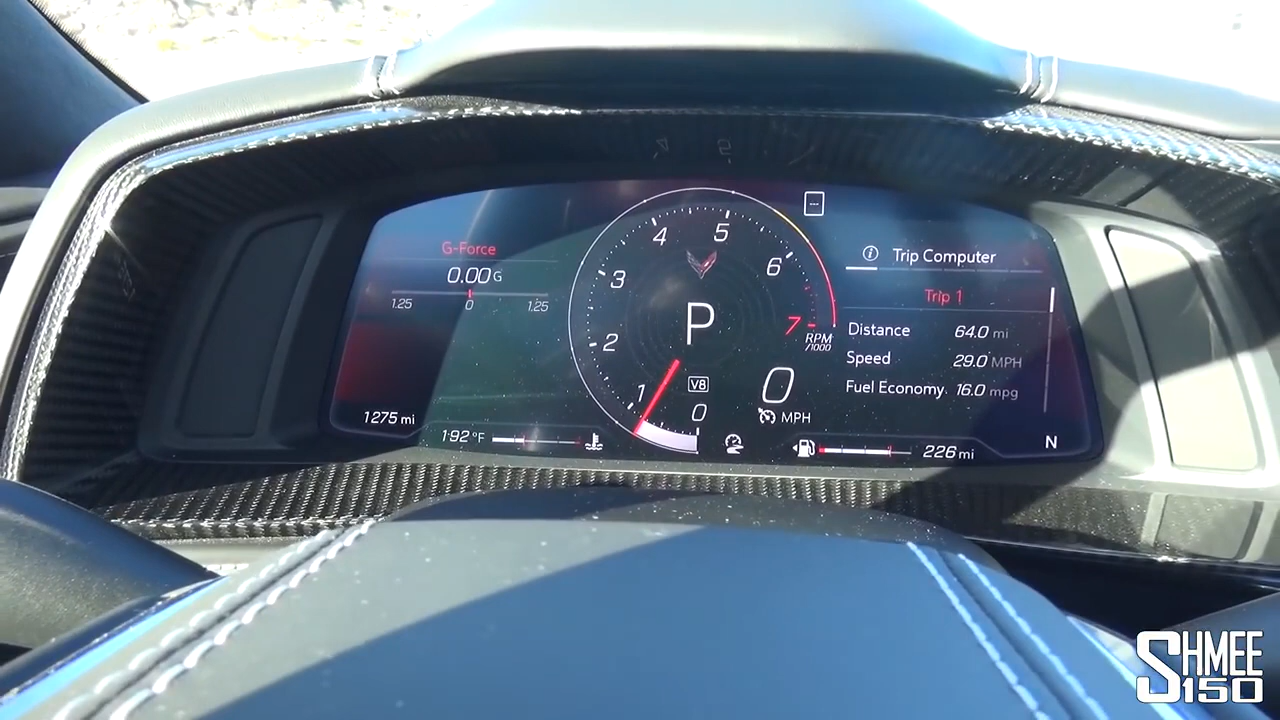 G-Force
0.00 G
1.25 0 1.25
1275 mi
192 °F
0
1
2
3
4
5
6
7
RPM
/1000
P
V8
0
MPH
---
Trip Computer
Trip 1
Distance 64.0 mi
Speed 29.0 MPH
Fuel Economy 16.0 mpg
226 mi
N
SHMEE
150